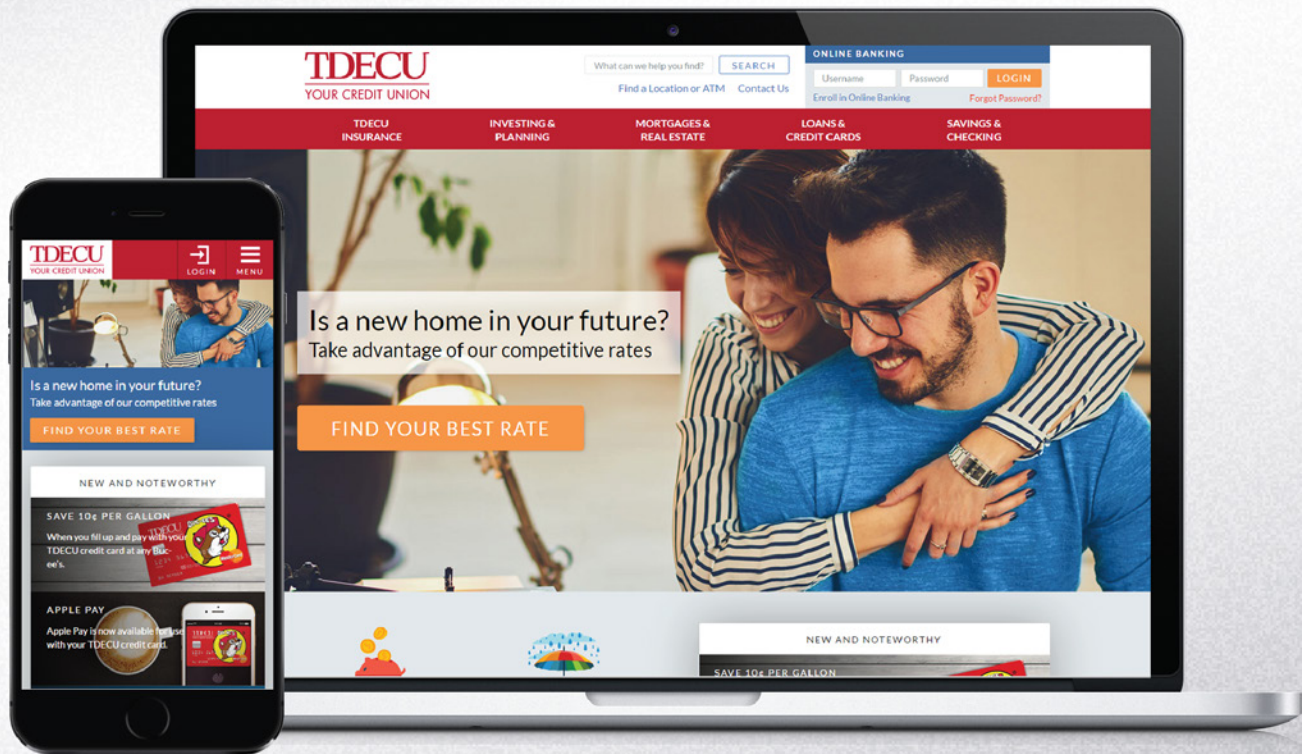 TDECU
YOUR CREDIT UNION
What can we help you find?
SEARCH
Find a Location or ATM
Contact Us
ONLINE BANKING
Username
Password
LOGIN
Enroll in Online Banking
Forgot Password?
TDECU
INSURANCE
INVESTING &
PLANNING
MORTGAGES &
REAL ESTATE
LOANS &
CREDIT CARDS
SAVINGS &
CHECKING
Is a new home in your future?
Take advantage of our competitive rates
FIND YOUR BEST RATE
NEW AND NOTEWORTHY
SAVE 10¢ PER GALLON
TDECU
YOUR CREDIT UNION
LOGIN
MENU
Is a new home in your future?
Take advantage of our competitive rates
FIND YOUR BEST RATE
NEW AND NOTEWORTHY
SAVE 10¢ PER GALLON
When you fill up and pay with your
TDECU credit card at any Buc-
ee's.
TDECU
APPLE PAY
Apple Pay is now available for use
with your TDECU credit card.